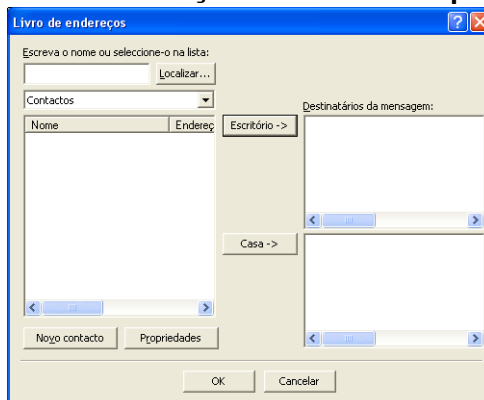 Livro de endereços
Escreva o nome ou seleccione-o na lista:
Localizar...
Contactos
Destinatários da mensagem:
Nome Endereç
Escritório ->
Casa ->
Novo contacto Propriedades
OK Cancelar